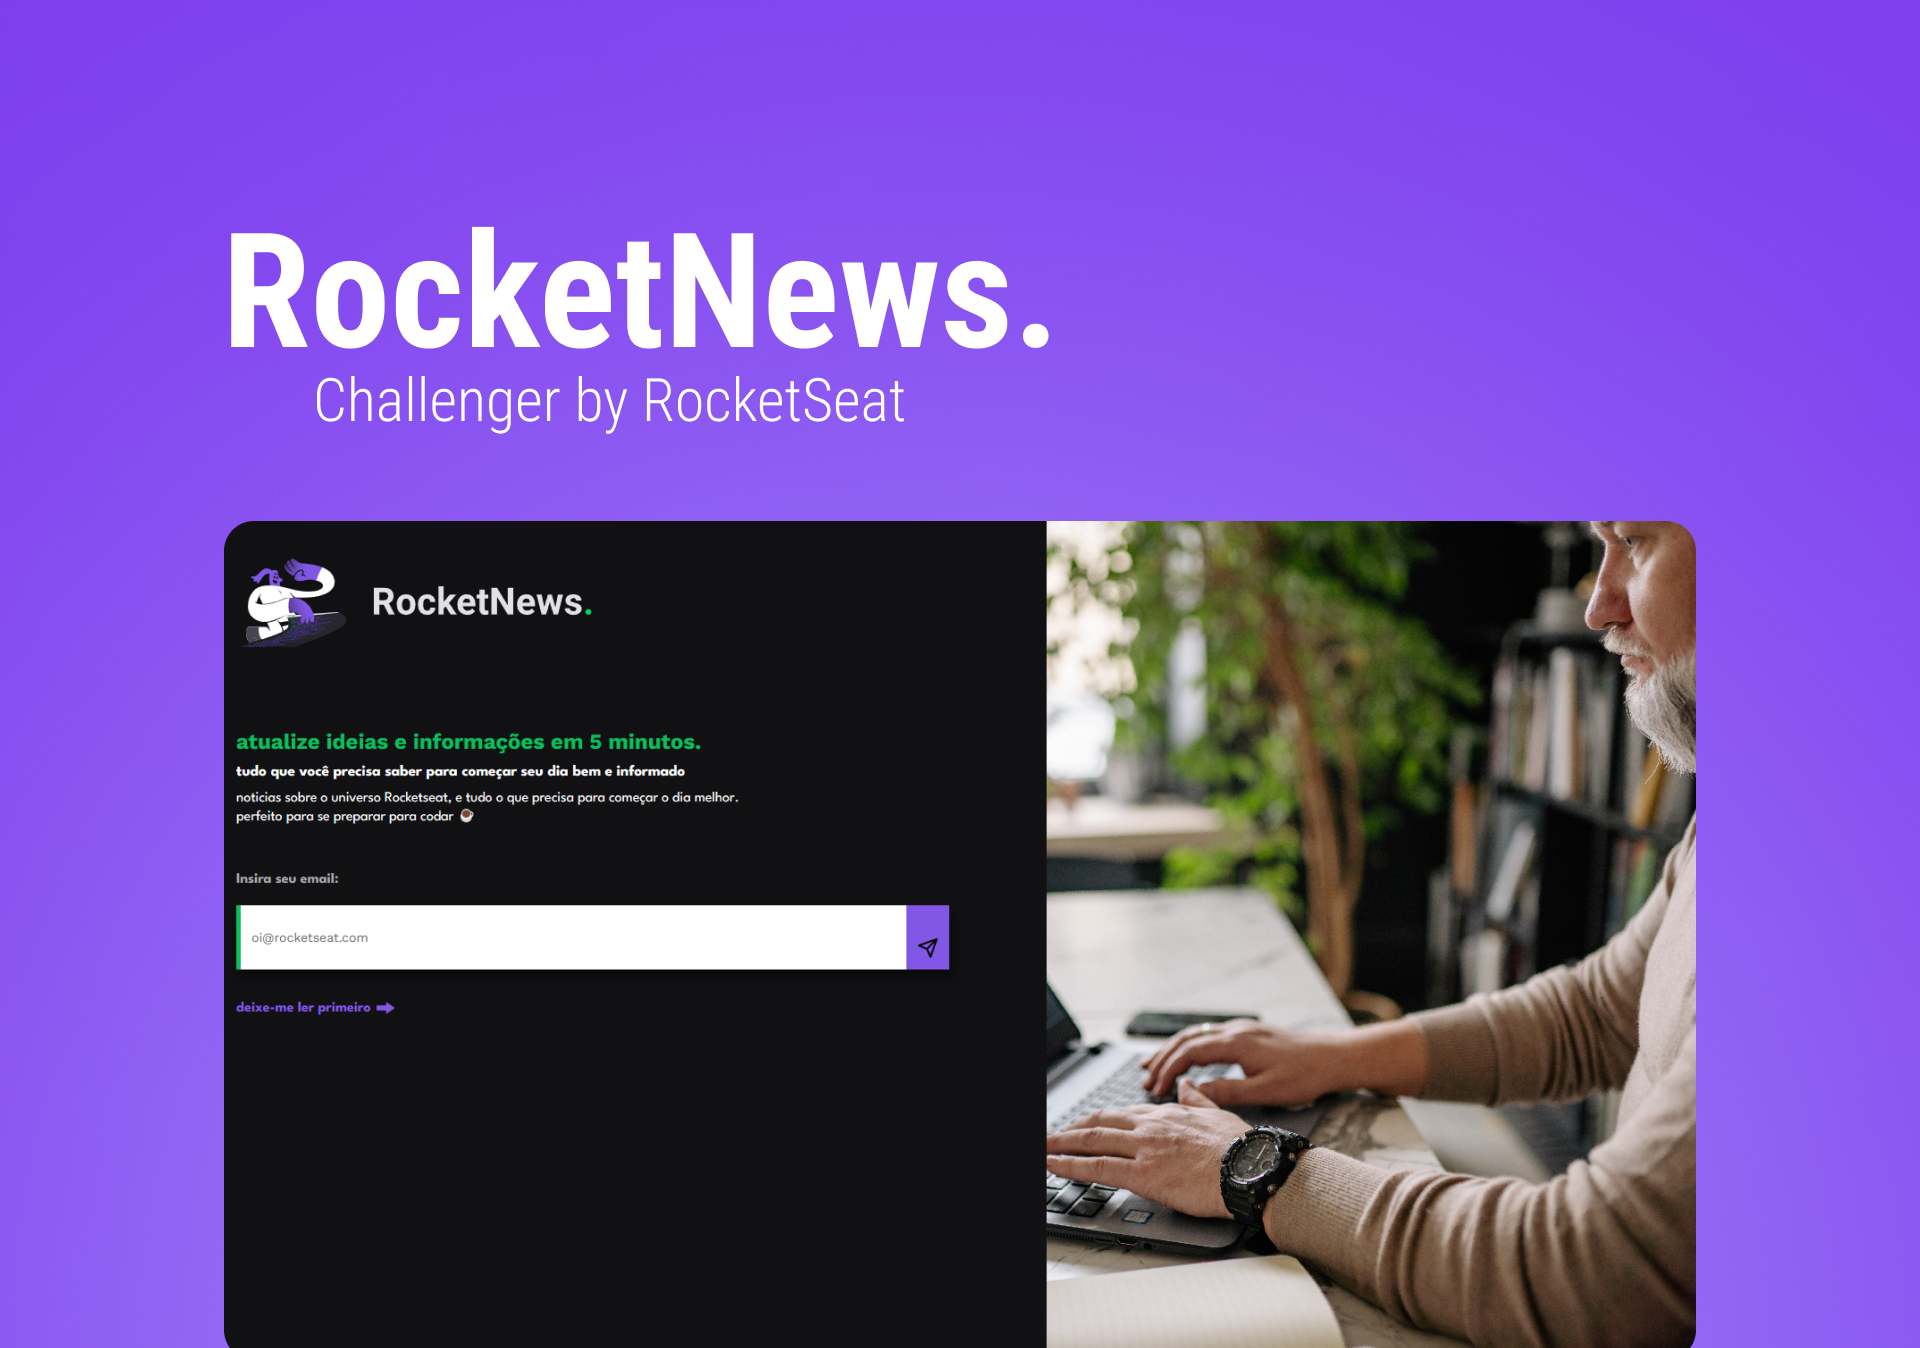 RocketNews.
Challenger by RocketSeat
RocketNews.
atualize ideias e informações em 5 minutos.
tudo que você precisa saber para começar seu dia bem e informado
noticias sobre o universo Rocketseat, e tudo o que precisa para começar o dia melhor.
perfeito para se preparar para codar ☕
Insira seu email:
oi@rocketseat.com
deixe-me ler primeiro